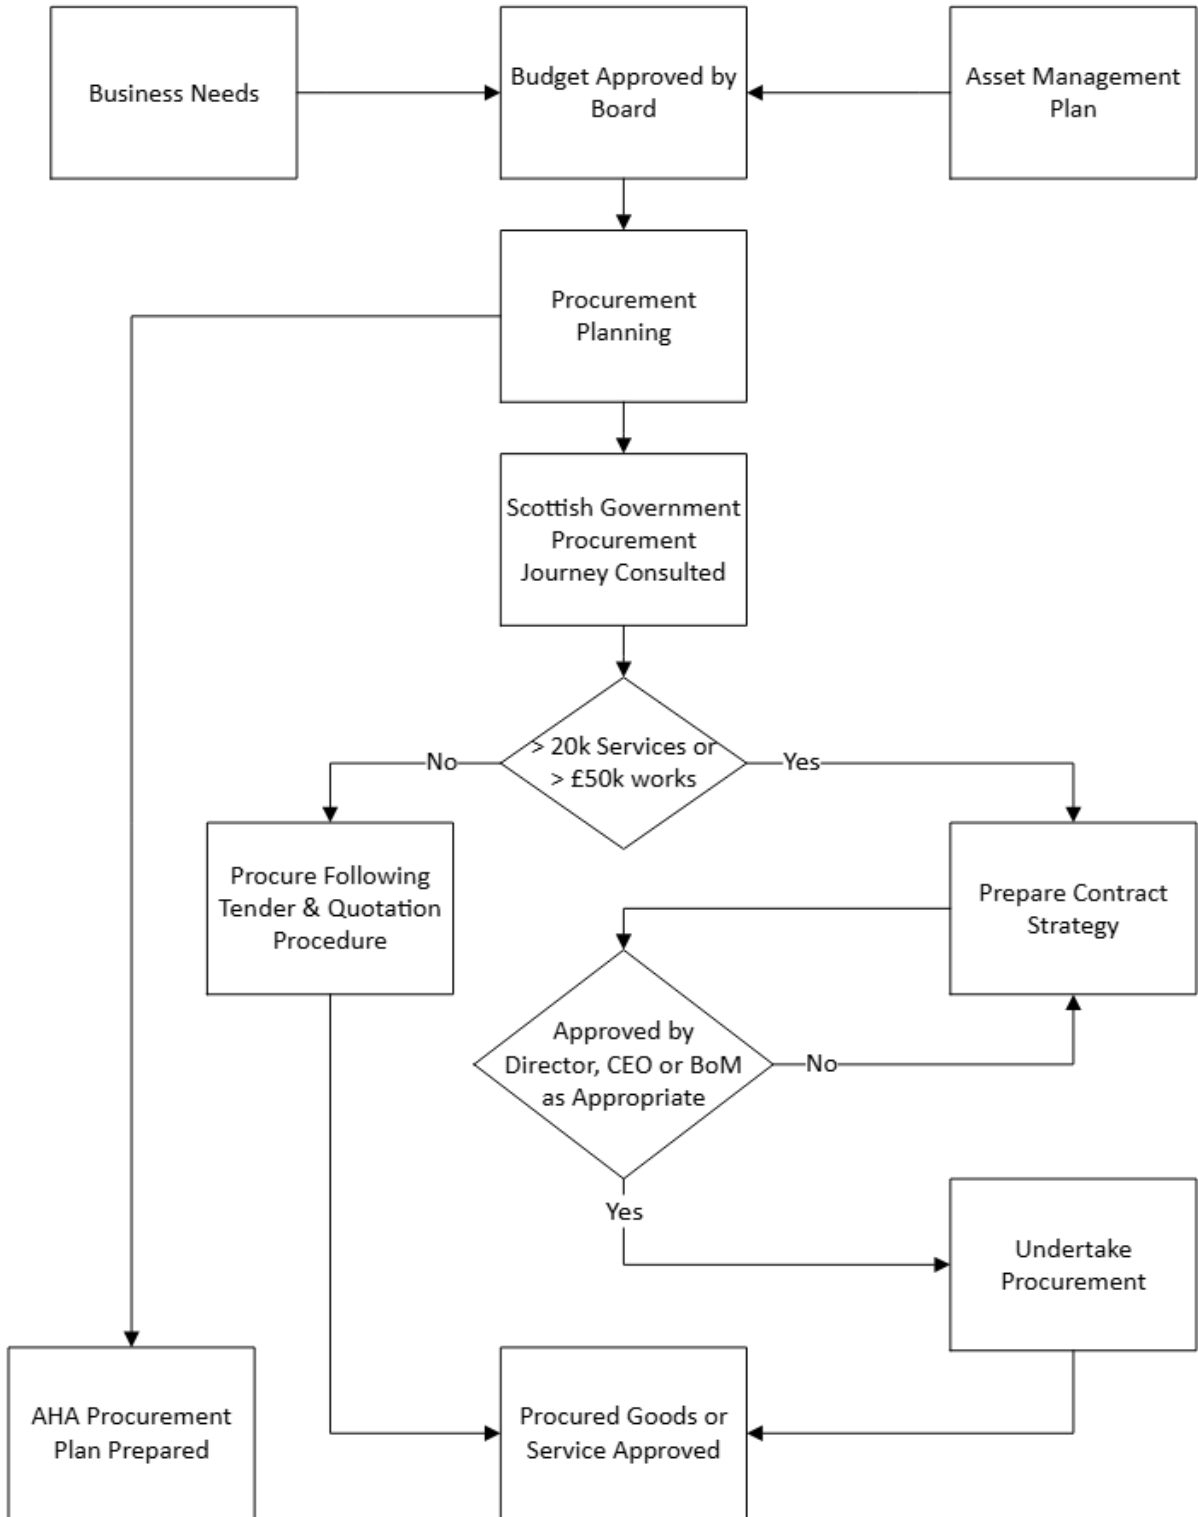 Business Needs
Budget Approved by
Board
Asset Management
Plan
Procurement
Planning
Scottish Government
Procurement
Journey Consulted
> 20k Services or
> £50k works
No
Yes
Procure Following
Tender & Quotation
Procedure
Prepare Contract
Strategy
Approved by
Director, CEO or BoM
as Appropriate
No
Yes
Undertake
Procurement
AHA Procurement
Plan Prepared
Procured Goods or
Service Approved